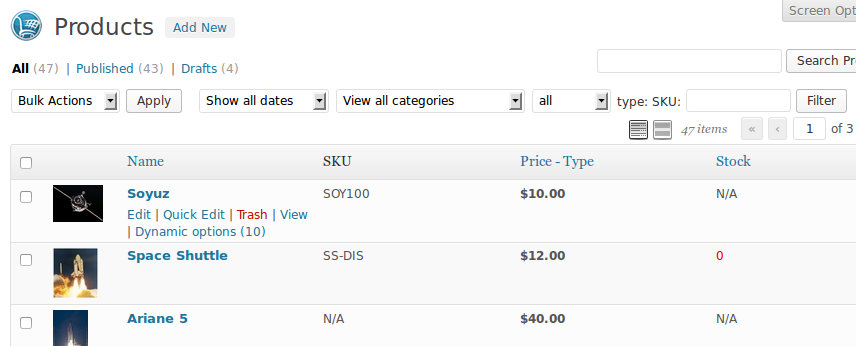 Screen Opt
Products Add New
All (47) | Published (43) | Drafts (4)
Search Pr
Bulk Actions Apply Show all dates View all categories all type: SKU: Filter
47 items « ‹ 1 of 3
Name SKU Price - Type Stock
Soyuz SOY100 $10.00 N/A
Edit | Quick Edit | Trash | View
| Dynamic options (10)
Space Shuttle SS-DIS $12.00 0
Ariane 5 N/A $40.00 N/A